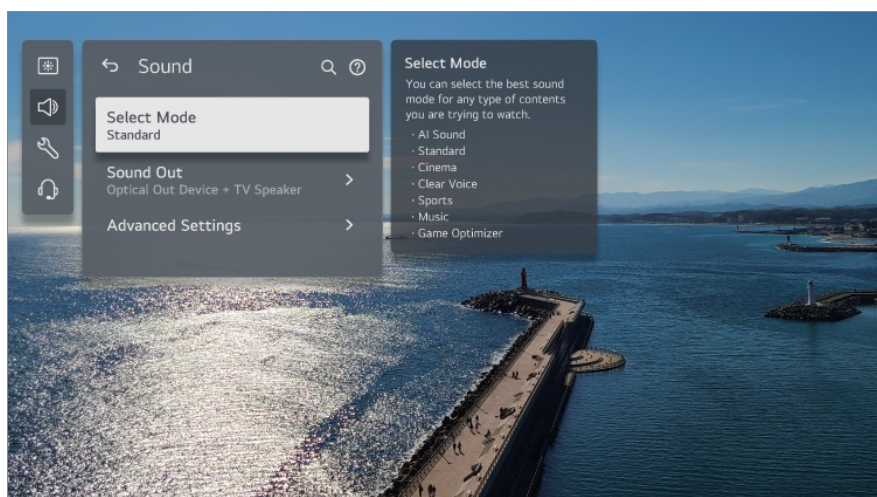 Sound
Select Mode
Standard
Sound Out
Optical Out Device + TV Speaker
Advanced Settings
Select Mode
You can select the best sound
mode for any type of contents
you are trying to watch.
· AI Sound
· Standard
· Cinema
· Clear Voice
· Sports
· Music
· Game Optimizer